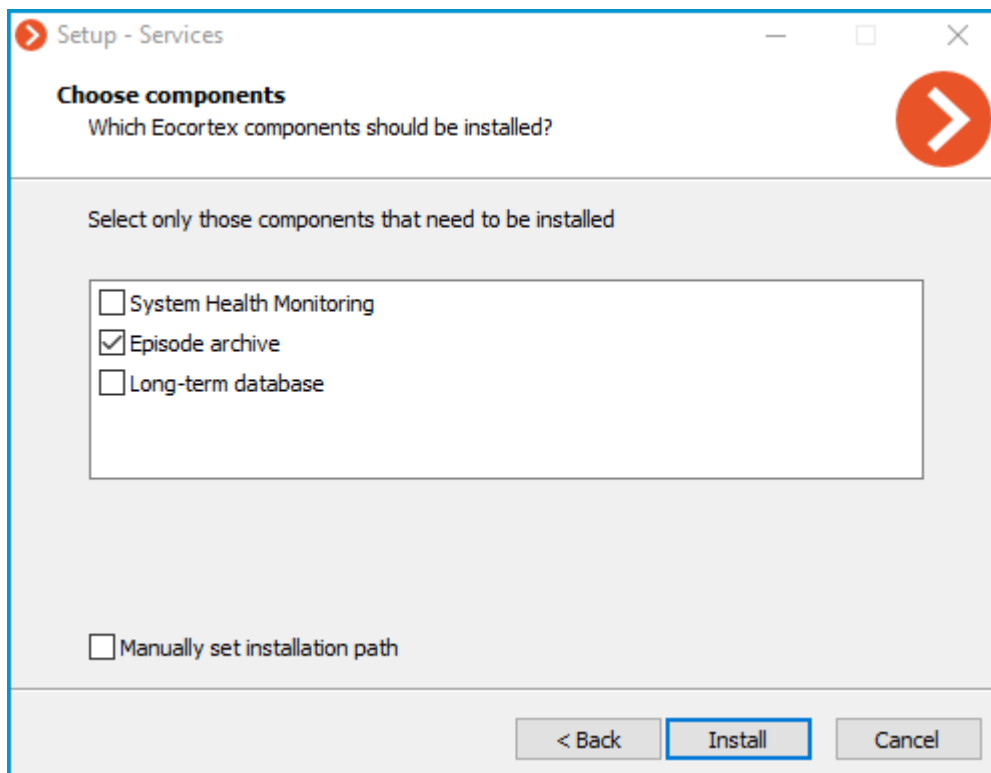 Setup - Services
Choose components
Which Eocortex components should be installed?
Select only those components that need to be installed
System Health Monitoring
Episode archive
Long-term database
Manually set installation path
< Back Install Cancel